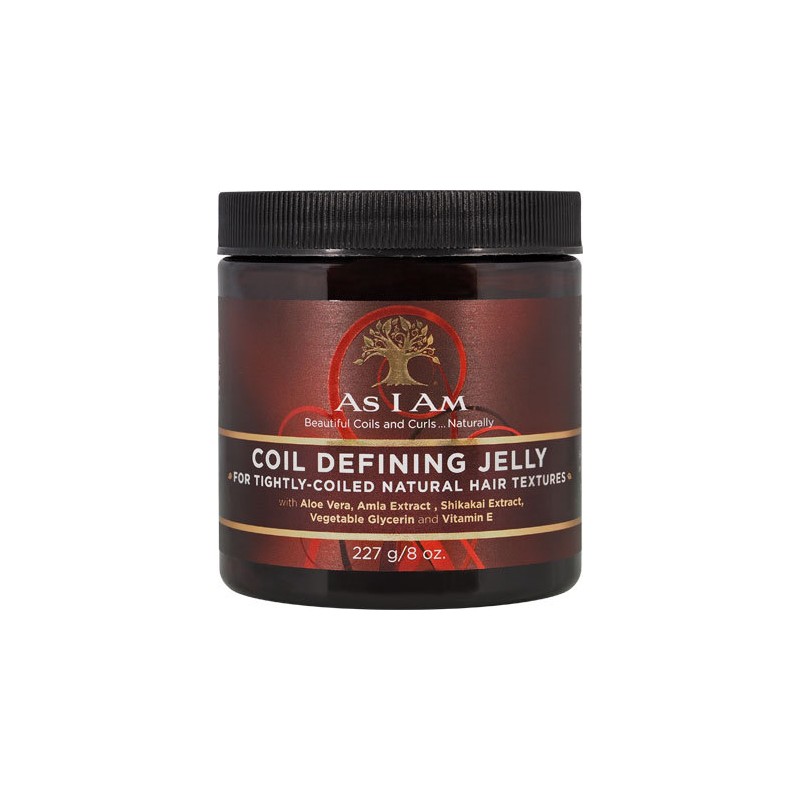 AS I AM
Beautiful Coils and Curls... Naturally
COIL DEFINING JELLY
FOR TIGHTLY-COILED NATURAL HAIR TEXTURES
with Aloe Vera, Amla Extract , Shikakai Extract,
Vegetable Glycerin and Vitamin E
227 g/8 oz.